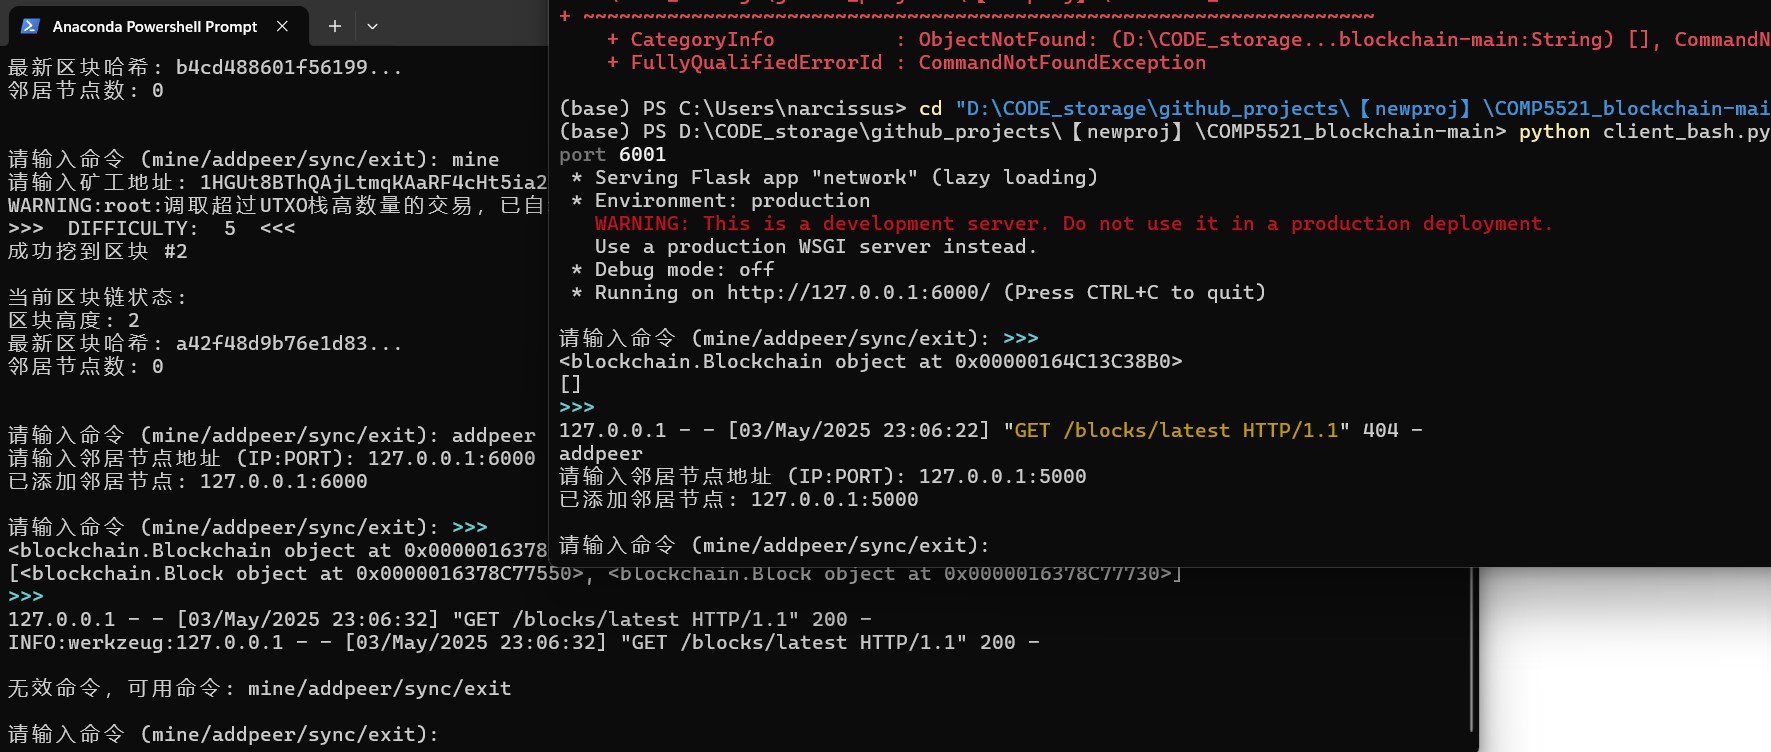 Anaconda Powershell Prompt
最新区块哈希: b4cd488601f56199...
邻居节点数: 0
请输入命令 (mine/addpeer/sync/exit): mine
请输入矿工地址: 1HGUt8BThQAjLtmqKAaRF4cHt5ia2
WARNING:root:调取超过UTXO栈高数量的交易, 已自
>>>  DIFFICULTY:  5  <<<
成功挖到区块 #2
当前区块链状态:
区块高度: 2
最新区块哈希: a42f48d9b76e1d83...
邻居节点数: 0
请输入命令 (mine/addpeer/sync/exit): addpeer
请输入邻居节点地址 (IP:PORT): 127.0.0.1:6000
已添加邻居节点: 127.0.0.1:6000
请输入命令 (mine/addpeer/sync/exit): >>>
<blockchain.Blockchain object at 0x0000016378
[<blockchain.Block object at 0x0000016378C77550>, <blockchain.Block object at 0x0000016378C77730>]
>>>
127.0.0.1 - - [03/May/2025 23:06:32] "GET /blocks/latest HTTP/1.1" 200 -
INFO:werkzeug:127.0.0.1 - - [03/May/2025 23:06:32] "GET /blocks/latest HTTP/1.1" 200 -
无效命令, 可用命令: mine/addpeer/sync/exit
请输入命令 (mine/addpeer/sync/exit):
+ ~~~~~~~~~~~~~~~~~~~~~~~~~~~~~~~~~~~~~~~~~~~~~~~~~~~~~~~~~~~~~~~~~~
+ CategoryInfo          : ObjectNotFound: (D:\CODE_storage...blockchain-main:String) [], CommandN
+ FullyQualifiedErrorId : CommandNotFoundException
(base) PS C:\Users\narcissus> cd "D:\CODE_storage\github_projects\【newproj】\COMP5521_blockchain-mai
(base) PS D:\CODE_storage\github_projects\【newproj】\COMP5521_blockchain-main> python client_bash.py
port 6001
* Serving Flask app "network" (lazy loading)
* Environment: production
WARNING: This is a development server. Do not use it in a production deployment.
Use a production WSGI server instead.
* Debug mode: off
* Running on http://127.0.0.1:6000/ (Press CTRL+C to quit)
请输入命令 (mine/addpeer/sync/exit): >>>
<blockchain.Blockchain object at 0x00000164C13C38B0>
[]
>>>
127.0.0.1 - - [03/May/2025 23:06:22] "GET /blocks/latest HTTP/1.1" 404 -
addpeer
请输入邻居节点地址 (IP:PORT): 127.0.0.1:5000
已添加邻居节点: 127.0.0.1:5000
请输入命令 (mine/addpeer/sync/exit):